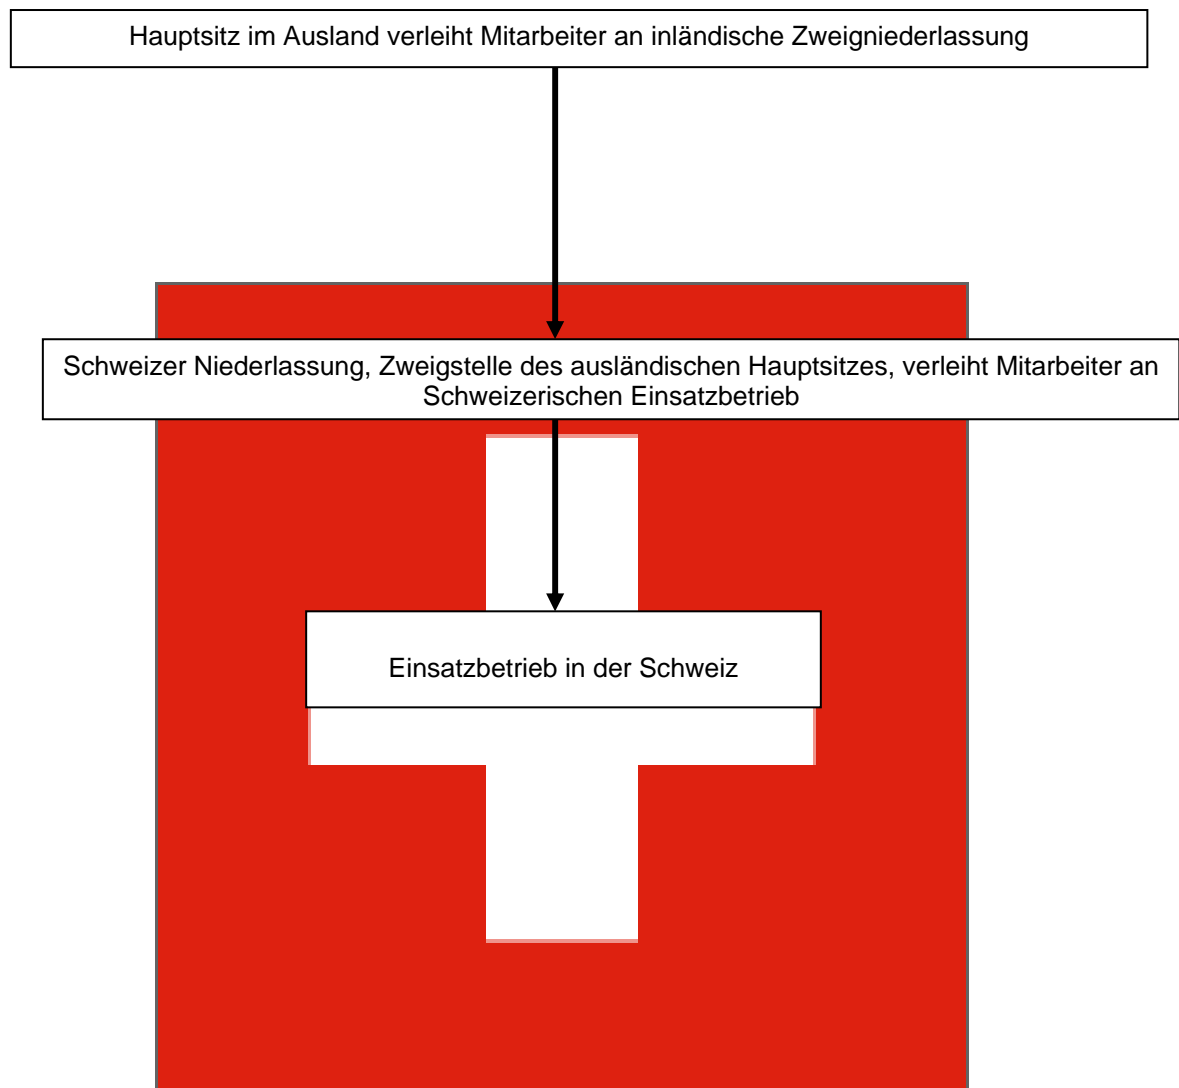 Hauptsitz im Ausland verleiht Mitarbeiter an inländische Zweigniederlassung
Schweizer Niederlassung, Zweigstelle des ausländischen Hauptsitzes, verleiht Mitarbeiter an
Schweizerischen Einsatzbetrieb
Einsatzbetrieb in der Schweiz